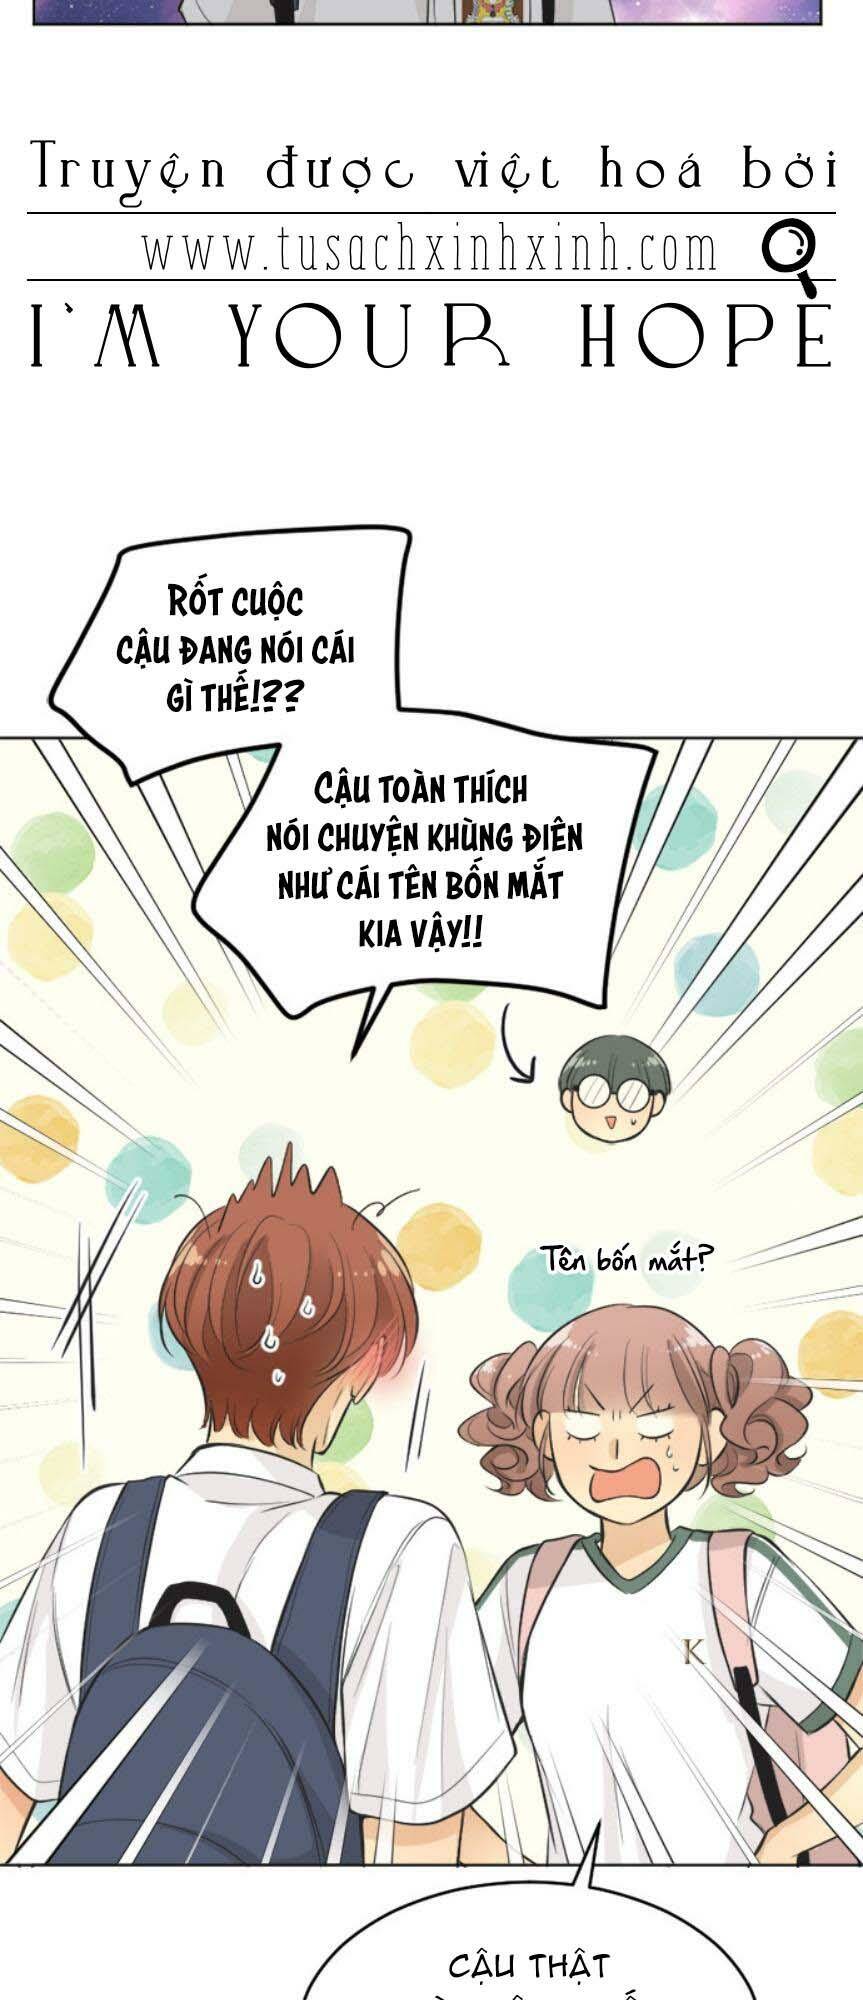 Truyện được việt hoá bởi
www.tusachxinhxinh.com
I'M YOUR HOPE
RỐT CUỘC
CẬU ĐANG NÓI CÁI
GÌ THẾ!??
CẬU TOÀN THÍCH
NÓI CHUYỆN KHÙNG ĐIÊN
NHƯ CÁI TÊN BỐN MẮT
KIA VẬY!!
Tên bốn mắt?
K
CẬU THẬT